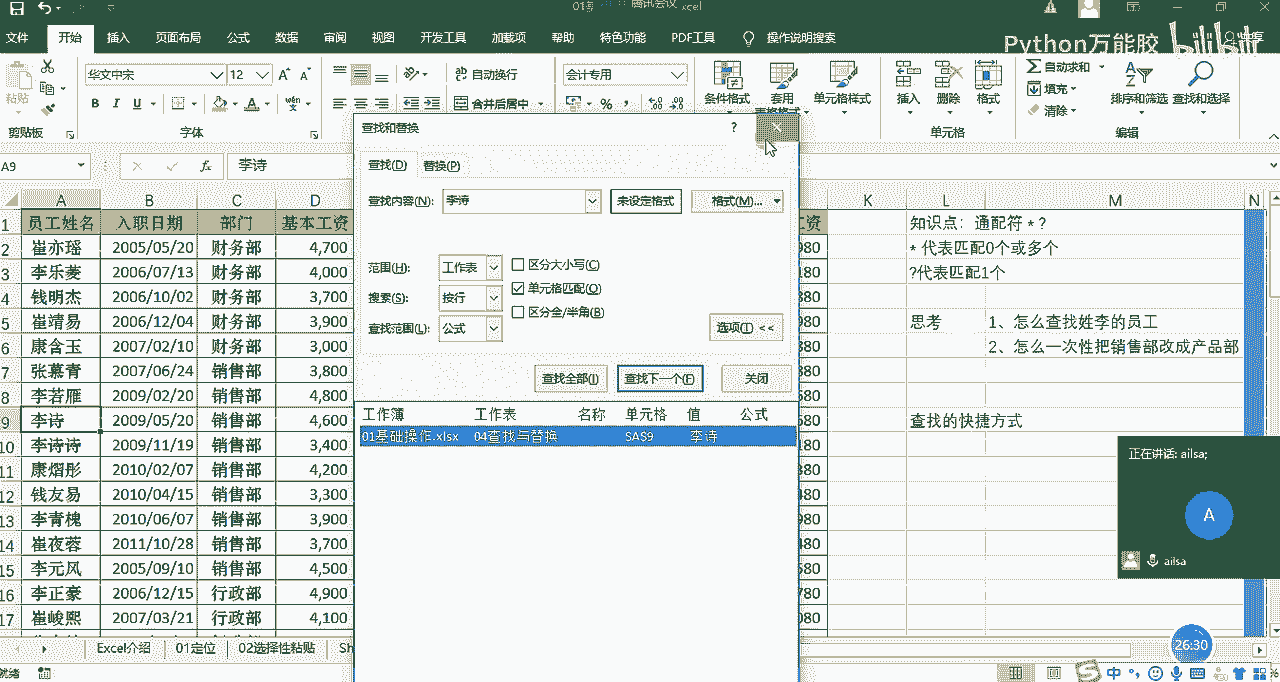 01基 腾讯会议 xcel
文件 开始 插入 页面布局 公式 数据 审阅 视图 开发工具 加载项 帮助 特色功能 PDF工具 操作说明搜索
Python万能胶 bilibili
粘贴 华文中宋 12 自动换行 会计专用 条件格式 套用 单元格样式 插入 删除 格式 自动求和 排序和筛选 查找和选择
B I U 合并后居中 填充 清除
剪贴板 字体 单元格 编辑
A9 fx 李诗
A B C D K L M N
1 员工姓名 入职日期 部门 基本工资
2 崔亦瑶 2005/05/20 财务部 4,700
3 李乐菱 2006/07/13 财务部 4,000
4 钱明杰 2006/10/02 财务部 3,700
5 崔靖易 2006/12/04 财务部 3,900
6 康含玉 2007/02/10 财务部 3,000
7 张慕青 2007/06/24 销售部 3,800
8 李若雁 2009/02/20 销售部 4,800
9 李诗 2009/05/20 销售部 4,600
10 李诗诗 2009/11/19 销售部 3,400
11 康熠彤 2010/02/07 销售部 4,200
12 钱友易 2010/04/15 销售部 3,300
13 李青槐 2010/06/07 销售部 3,900
14 崔夜蓉 2011/10/28 销售部 3,700
15 李元风 2005/09/10 销售部 4,500
16 李正豪 2006/12/15 行政部 4,900
17 崔峻熙 2007/03/21 行政部 4,100
查找和替换 ?
查找(D) 替换(P)
查找内容(N): 李诗 未设定格式 格式(M)...
范围(H): 工作表 区分大小写(C)
搜索(S): 按行 单元格匹配(O)
查找范围(L): 公式 区分全/半角(B)
选项(T) <<
查找全部(I) 查找下一个(F) 关闭
工作簿 工作表 名称 单元格 值 公式
01基础操作.xlsx 04查找与替换 $A$9 李诗
知识点：通配符 * ?
* 代表匹配0个或多个
?代表匹配1个
思考 1、怎么查找姓李的员工
2、怎么一次性把销售部改成产品部
查找的快捷方式
正在讲话: ailsa;
A
ailsa
Excel介绍 01定位 02选择性粘贴 Sh
26:30
就绪
中